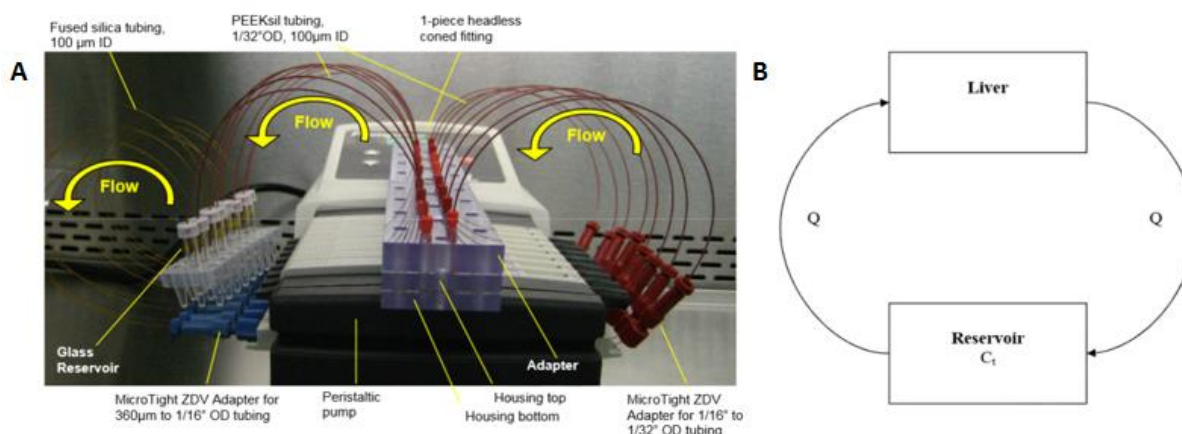 A
Fused silica tubing,
100 µm ID
PEEKsil tubing,
1/32"OD, 100µm ID
1-piece headless
coned fitting
Flow
Flow
Flow
Glass
Reservoir
Adapter
MicroTight ZDV Adapter for
360µm to 1/16" OD tubing
Peristaltic
pump
Housing top
Housing bottom
MicroTight ZDV
Adapter for 1/16" to
1/32" OD tubing
B
Liver
Q
Q
Reservoir
Ct